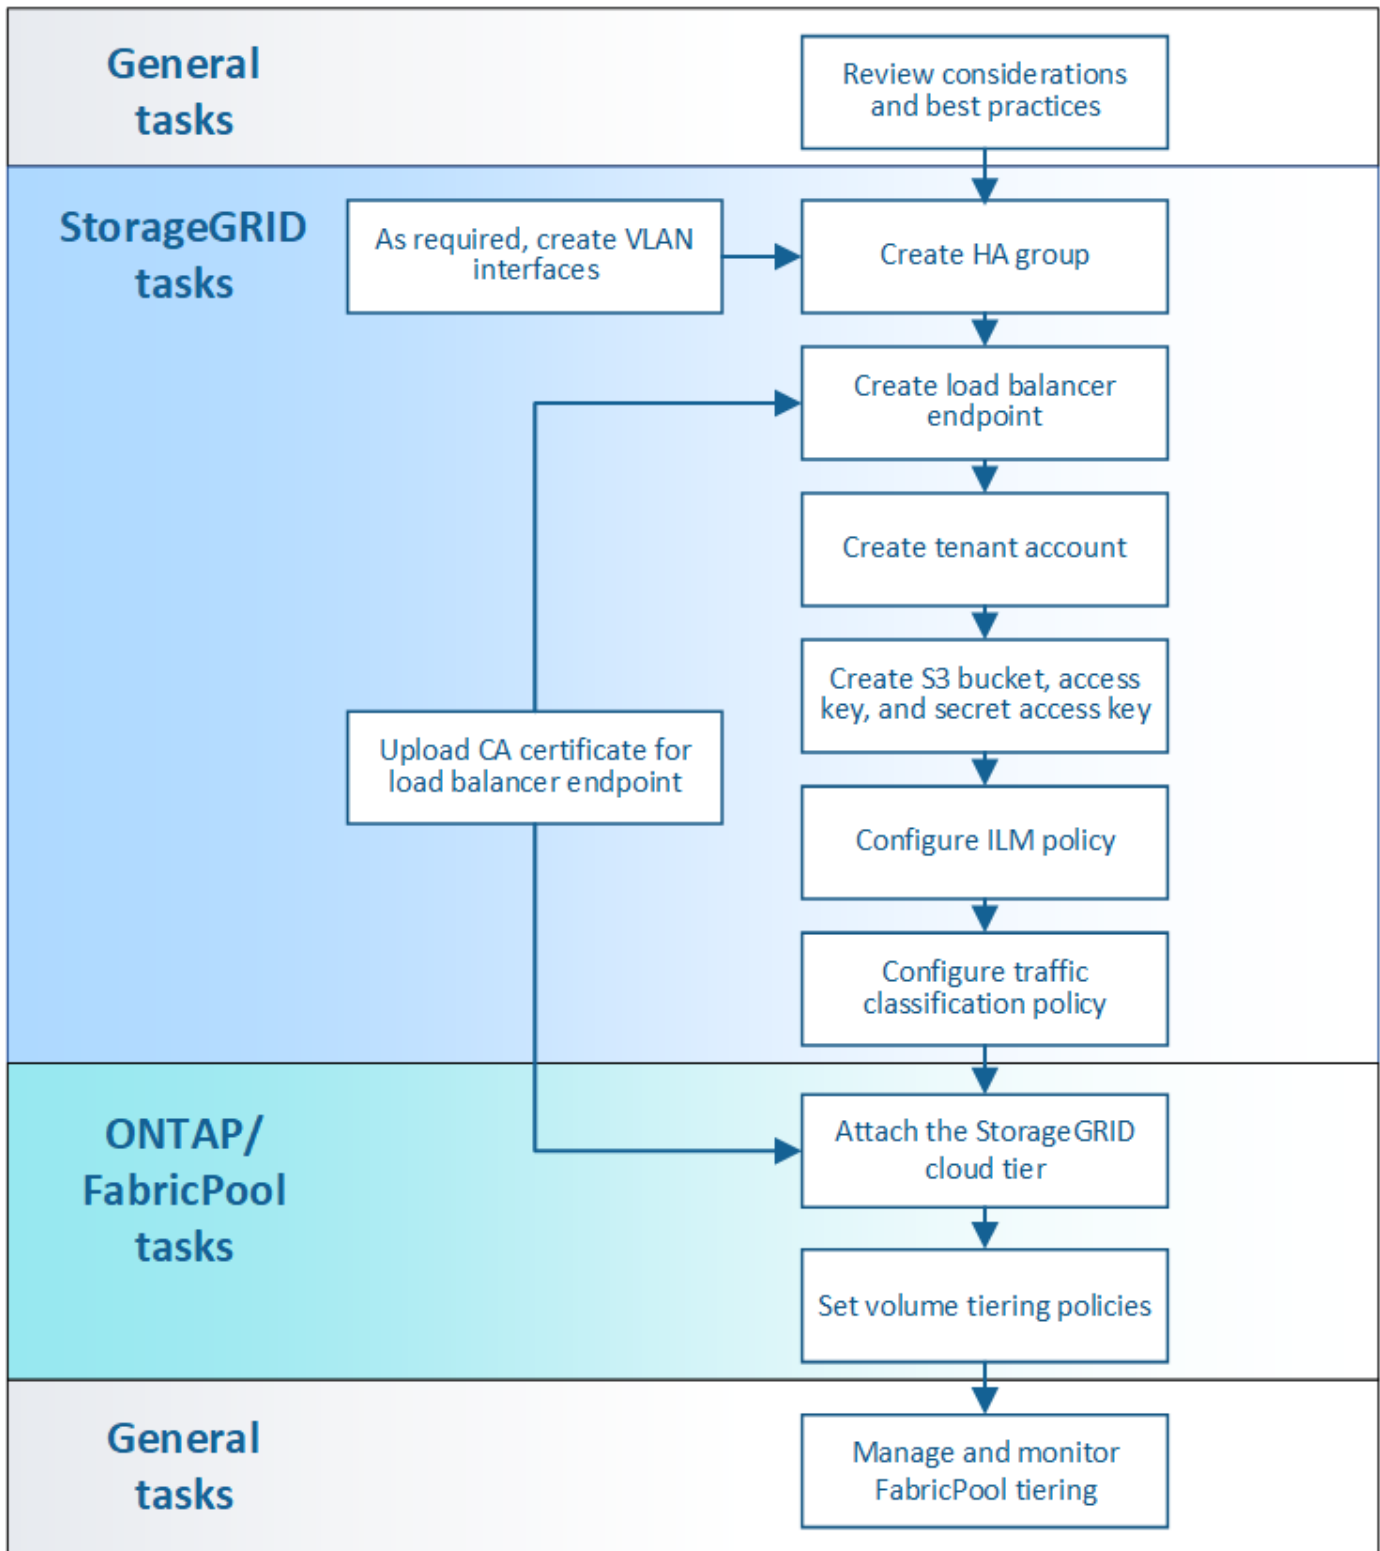 General
tasks
Review considerations
and best practices
StorageGRID
tasks
As required, create VLAN
interfaces
Create HA group
Create load balancer
endpoint
Create tenant account
Create S3 bucket, access
key, and secret access key
Upload CA certificate for
load balancer endpoint
Configure ILM policy
Configure traffic
classification policy
ONTAP/
FabricPool
tasks
Attach the StorageGRID
cloud tier
Set volume tiering policies
General
tasks
Manage and monitor
FabricPool tiering